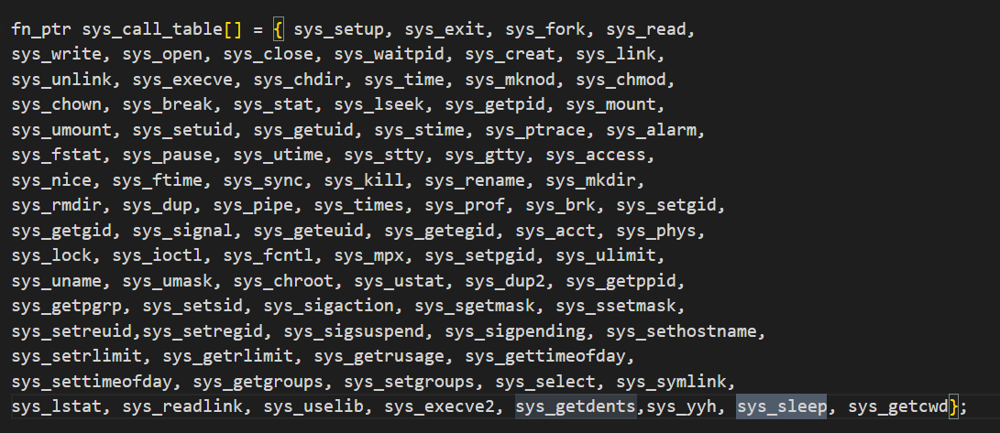 fn_ptr sys_call_table[] = { sys_setup, sys_exit, sys_fork, sys_read,
sys_write, sys_open, sys_close, sys_waitpid, sys_creat, sys_link,
sys_unlink, sys_execve, sys_chdir, sys_time, sys_mknod, sys_chmod,
sys_chown, sys_break, sys_stat, sys_lseek, sys_getpid, sys_mount,
sys_umount, sys_setuid, sys_getuid, sys_stime, sys_ptrace, sys_alarm,
sys_fstat, sys_pause, sys_utime, sys_stty, sys_gtty, sys_access,
sys_nice, sys_ftime, sys_sync, sys_kill, sys_rename, sys_mkdir,
sys_rmdir, sys_dup, sys_pipe, sys_times, sys_prof, sys_brk, sys_setgid,
sys_getgid, sys_signal, sys_geteuid, sys_getegid, sys_acct, sys_phys,
sys_lock, sys_ioctl, sys_fcntl, sys_mpx, sys_setpgid, sys_ulimit,
sys_uname, sys_umask, sys_chroot, sys_ustat, sys_dup2, sys_getppid,
sys_getpgrp, sys_setsid, sys_sigaction, sys_sgetmask, sys_ssetmask,
sys_setreuid,sys_setregid, sys_sigsuspend, sys_sigpending, sys_sethostname,
sys_setrlimit, sys_getrlimit, sys_getrusage, sys_gettimeofday,
sys_settimeofday, sys_getgroups, sys_setgroups, sys_select, sys_symlink,
sys_lstat, sys_readlink, sys_uselib, sys_execve2, sys_getdents,sys_yyh, sys_sleep, sys_getcwd};